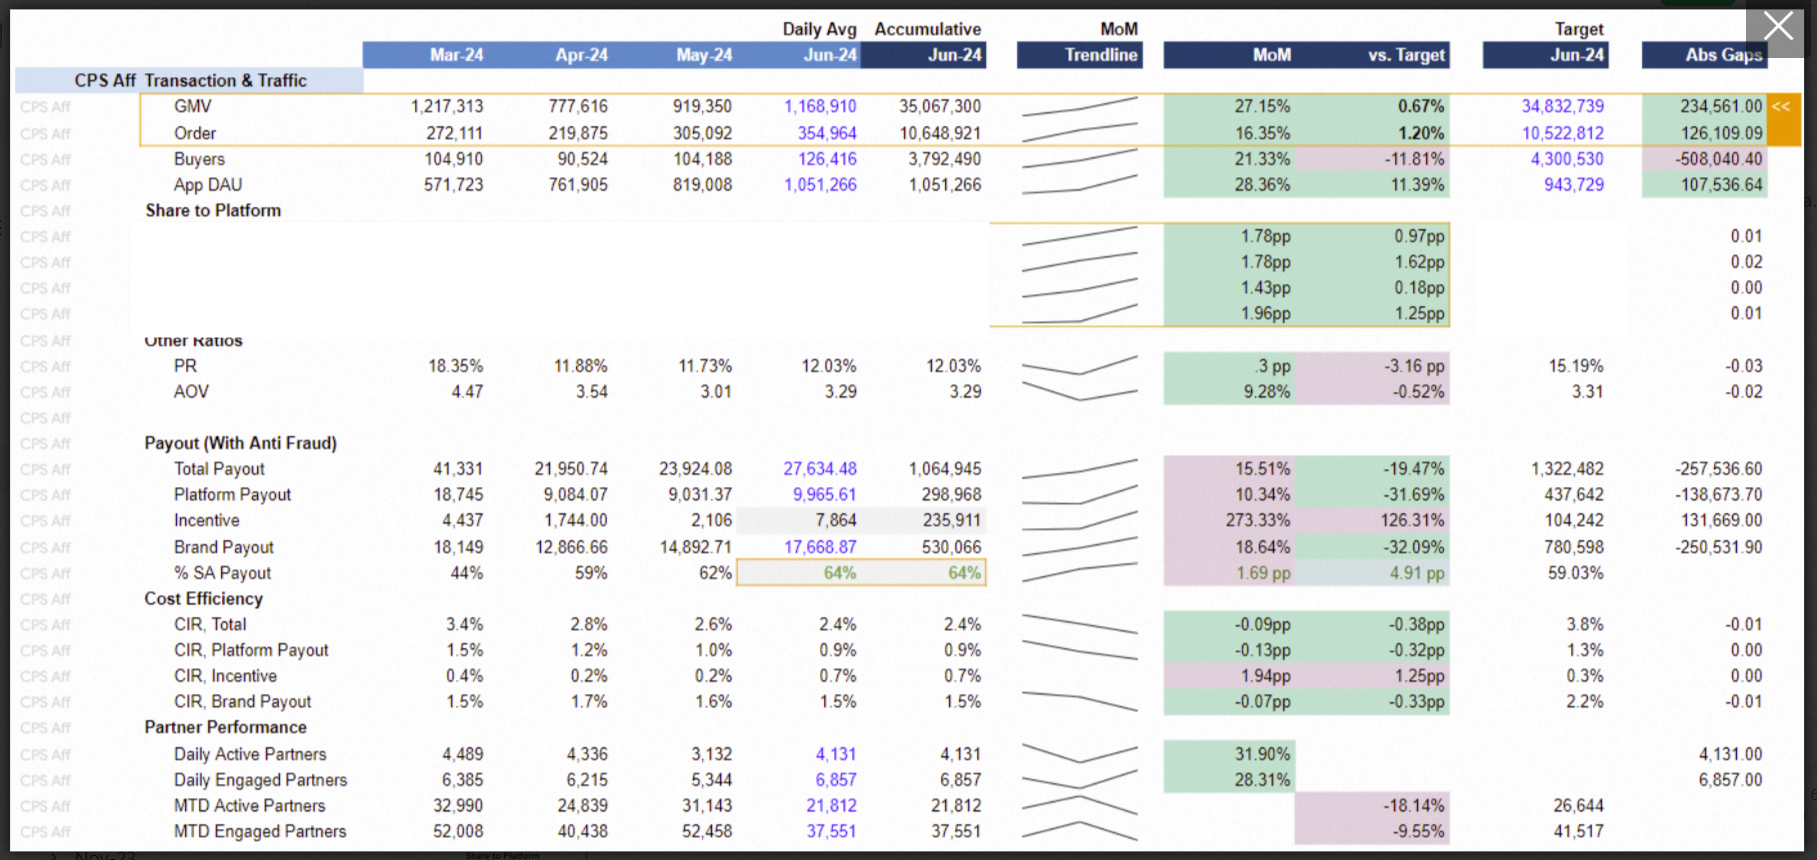 Daily Avg Accumulative MoM Target
Mar-24 Apr-24 May-24 Jun-24 Jun-24 Trendline MoM vs. Target Jun-24 Abs Gaps
CPS Aff Transaction & Traffic
CPS Aff GMV 1,217,313 777,616 919,350 1,168,910 35,067,300 27.15% 0.67% 34,832,739 234,561.00 <<
CPS Aff Order 272,111 219,875 305,092 354,964 10,648,921 16.35% 1.20% 10,522,812 126,109.09
CPS Aff Buyers 104,910 90,524 104,188 126,416 3,792,490 21.33% -11.81% 4,300,530 -508,040.40
CPS Aff App DAU 571,723 761,905 819,008 1,051,266 1,051,266 28.36% 11.39% 943,729 107,536.64
CPS Aff Share to Platform
CPS Aff 1.78pp 0.97pp 0.01
CPS Aff 1.78pp 1.62pp 0.02
CPS Aff 1.43pp 0.18pp 0.00
CPS Aff 1.96pp 1.25pp 0.01
CPS Aff Other Ratios
CPS Aff PR 18.35% 11.88% 11.73% 12.03% 12.03% .3 pp -3.16 pp 15.19% -0.03
CPS Aff AOV 4.47 3.54 3.01 3.29 3.29 9.28% -0.52% 3.31 -0.02
CPS Aff
CPS Aff Payout (With Anti Fraud)
CPS Aff Total Payout 41,331 21,950.74 23,924.08 27,634.48 1,064,945 15.51% -19.47% 1,322,482 -257,536.60
CPS Aff Platform Payout 18,745 9,084.07 9,031.37 9,965.61 298,968 10.34% -31.69% 437,642 -138,673.70
CPS Aff Incentive 4,437 1,744.00 2,106 7,864 235,911 273.33% 126.31% 104,242 131,669.00
CPS Aff Brand Payout 18,149 12,866.66 14,892.71 17,668.87 530,066 18.64% -32.09% 780,598 -250,531.90
CPS Aff % SA Payout 44% 59% 62% 64% 64% 1.69 pp 4.91 pp 59.03%
CPS Aff Cost Efficiency
CPS Aff CIR, Total 3.4% 2.8% 2.6% 2.4% 2.4% -0.09pp -0.38pp 3.8% -0.01
CPS Aff CIR, Platform Payout 1.5% 1.2% 1.0% 0.9% 0.9% -0.13pp -0.32pp 1.3% 0.00
CPS Aff CIR, Incentive 0.4% 0.2% 0.2% 0.7% 0.7% 1.94pp 1.25pp 0.3% 0.00
CPS Aff CIR, Brand Payout 1.5% 1.7% 1.6% 1.5% 1.5% -0.07pp -0.33pp 2.2% -0.01
CPS Aff Partner Performance
CPS Aff Daily Active Partners 4,489 4,336 3,132 4,131 4,131 31.90% 4,131.00
CPS Aff Daily Engaged Partners 6,385 6,215 5,344 6,857 6,857 28.31% 6,857.00
CPS Aff MTD Active Partners 32,990 24,839 31,143 21,812 21,812 -18.14% 26,644
CPS Aff MTD Engaged Partners 52,008 40,438 52,458 37,551 37,551 -9.55% 41,517
Nov-23 Share to Platform